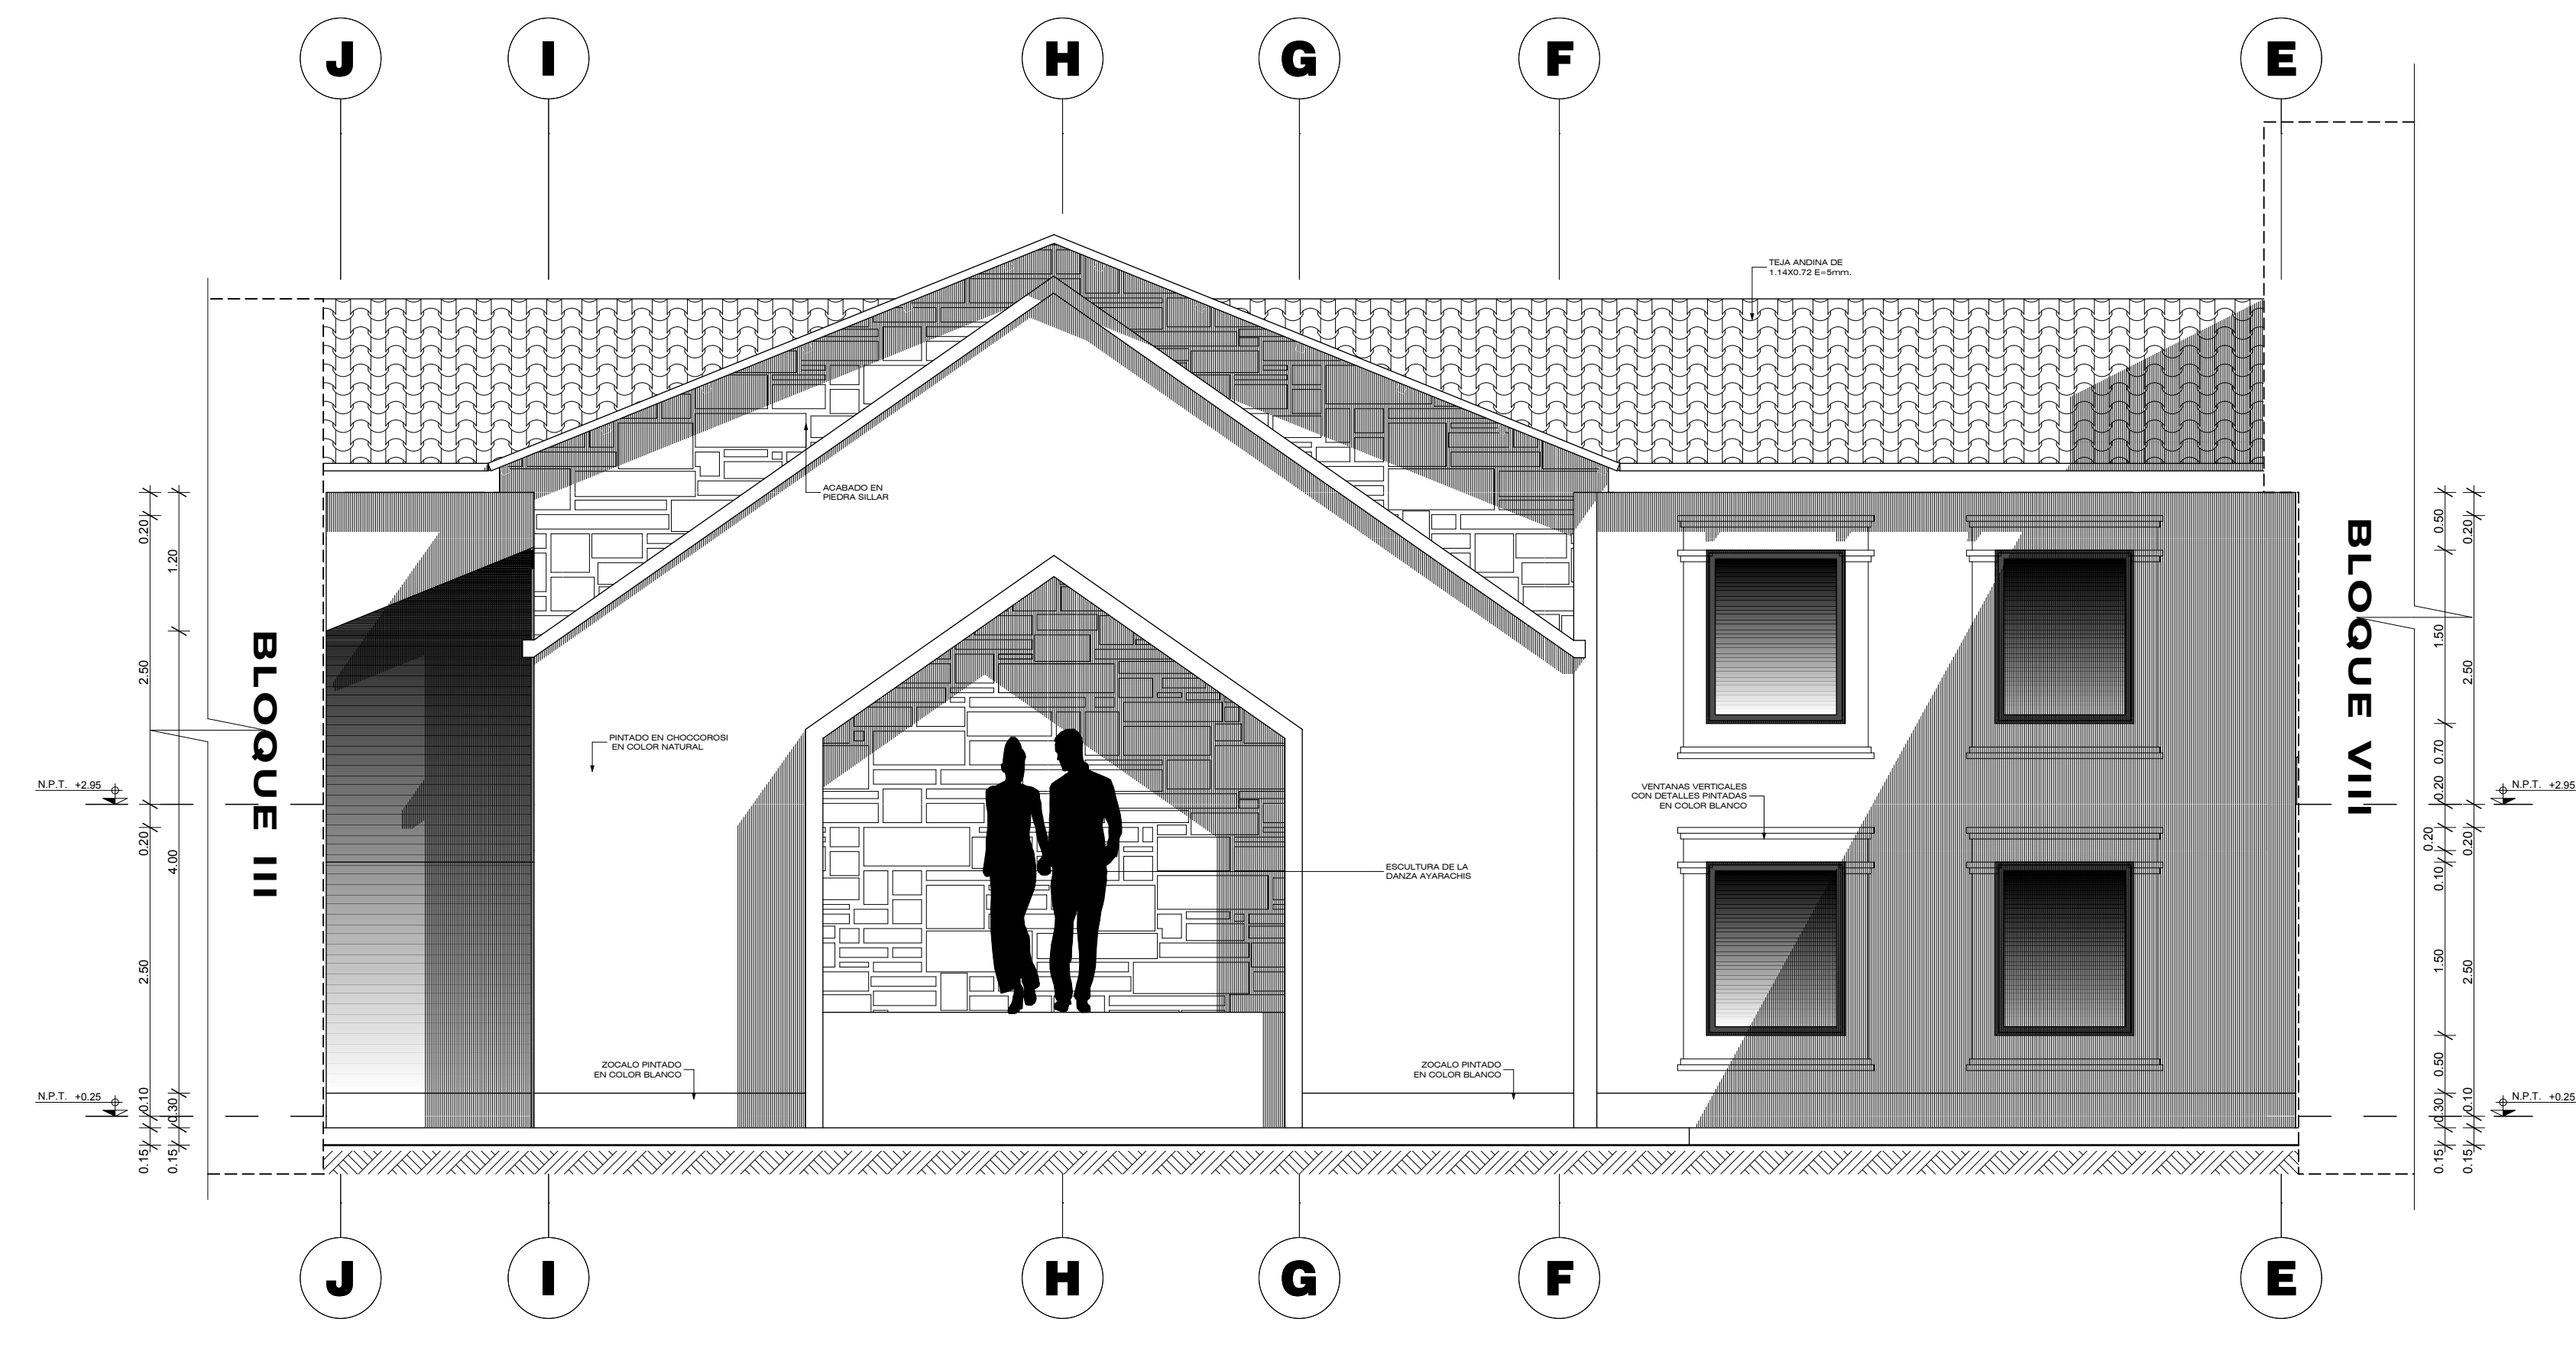 J
I
H
G
F
E
TEJA ANDINA DE
1.14X0.72 E=5mm.
ACABADO EN
PIEDRA SILLAR
PINTADO EN CHOCCOROSI
EN COLOR NATURAL
VENTANAS VERTICALES
CON DETALLES PINTADAS
EN COLOR BLANCO
ESCULTURA DE LA
DANZA AYARACHIS
ZOCALO PINTADO
EN COLOR BLANCO
ZOCALO PINTADO
EN COLOR BLANCO
BLOQUE III
BLOQUE VIII
N.P.T. +2.95
N.P.T. +0.25
N.P.T. +2.95
N.P.T. +0.25
0.20
2.50
0.20
2.50
0.10
0.15
1.20
4.00
0.30
0.15
0.50
1.50
0.70
0.20
0.20
0.10
1.50
0.50
0.30
0.15
0.20
2.50
0.20
2.50
0.10
0.15
J
I
H
G
F
E